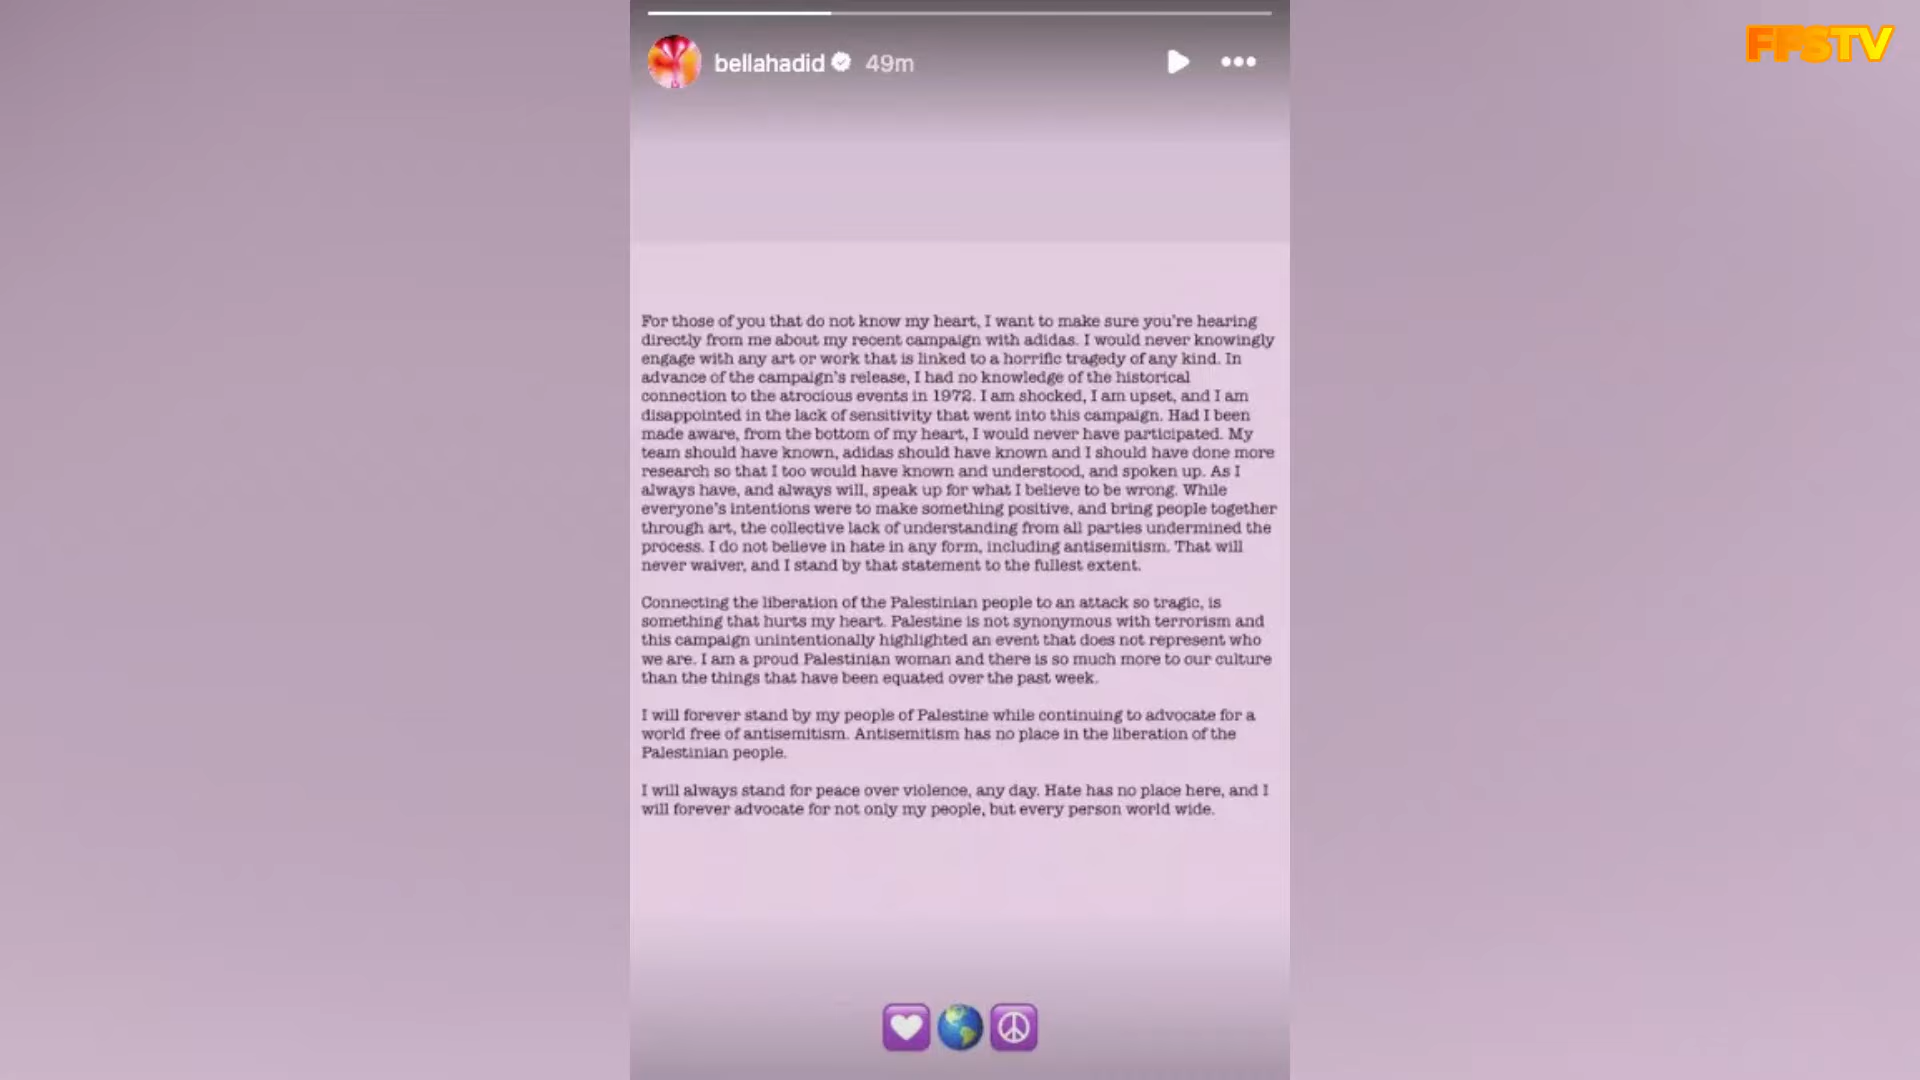 FPSTV
bellahadid 49m
For those of you that do not know my heart, I want to make sure you're hearing
directly from me about my recent campaign with adidas. I would never knowingly
engage with any art or work that is linked to a horrific tragedy of any kind. In
advance of the campaign's release, I had no knowledge of the historical
connection to the atrocious events in 1972. I am shocked, I am upset, and I am
disappointed in the lack of sensitivity that went into this campaign. Had I been
made aware, from the bottom of my heart, I would never have participated. My
team should have known, adidas should have known and I should have done more
research so that I too would have known and understood, and spoken up. As I
always have, and always will, speak up for what I believe to be wrong. While
everyone's intentions were to make something positive, and bring people together
through art, the collective lack of understanding from all parties undermined the
process. I do not believe in hate in any form, including antisemitism. That will
never waiver, and I stand by that statement to the fullest extent.
Connecting the liberation of the Palestinian people to an attack so tragic, is
something that hurts my heart. Palestine is not synonymous with terrorism and
this campaign unintentionally highlighted an event that does not represent who
we are. I am a proud Palestinian woman and there is so much more to our culture
than the things that have been equated over the past week.
I will forever stand by my people of Palestine while continuing to advocate for a
world free of antisemitism. Antisemitism has no place in the liberation of the
Palestinian people.
I will always stand for peace over violence, any day. Hate has no place here, and I
will forever advocate for not only my people, but every person world wide.